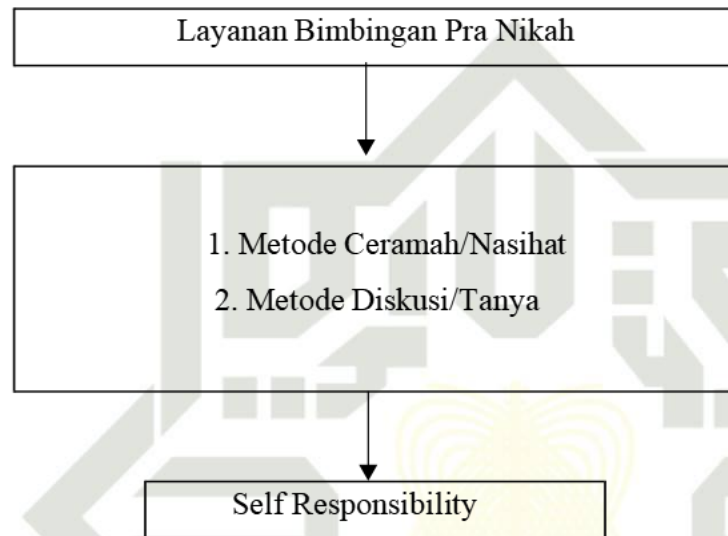 Layanan Bimbingan Pra Nikah
1. Metode Ceramah/Nasihat
2. Metode Diskusi/Tanya
Self Responsibility